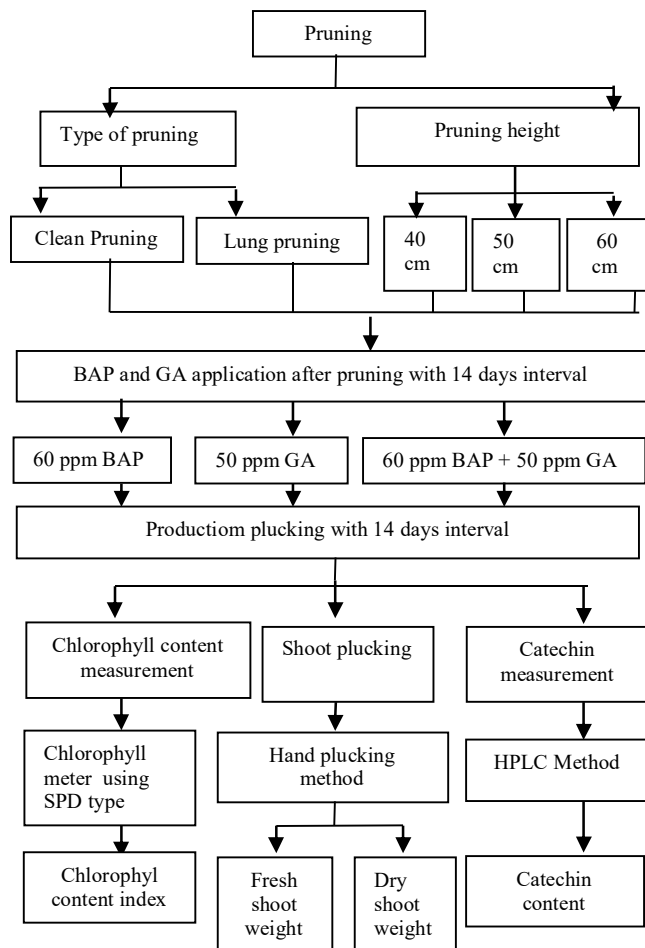 Pruning
Type of pruning
Pruning height
Clean Pruning
Lung pruning
40
cm
50
cm
60
cm
BAP and GA application after pruning with 14 days interval
60 ppm BAP
50 ppm GA
60 ppm BAP + 50 ppm GA
Productiom plucking with 14 days interval
Chlorophyll content
measurement
Shoot plucking
Catechin
measurement
Chlorophyll
meter using
SPD type
Hand plucking
method
HPLC Method
Chlorophyl
content index
Fresh
shoot
weight
Dry
shoot
weight
Catechin
content